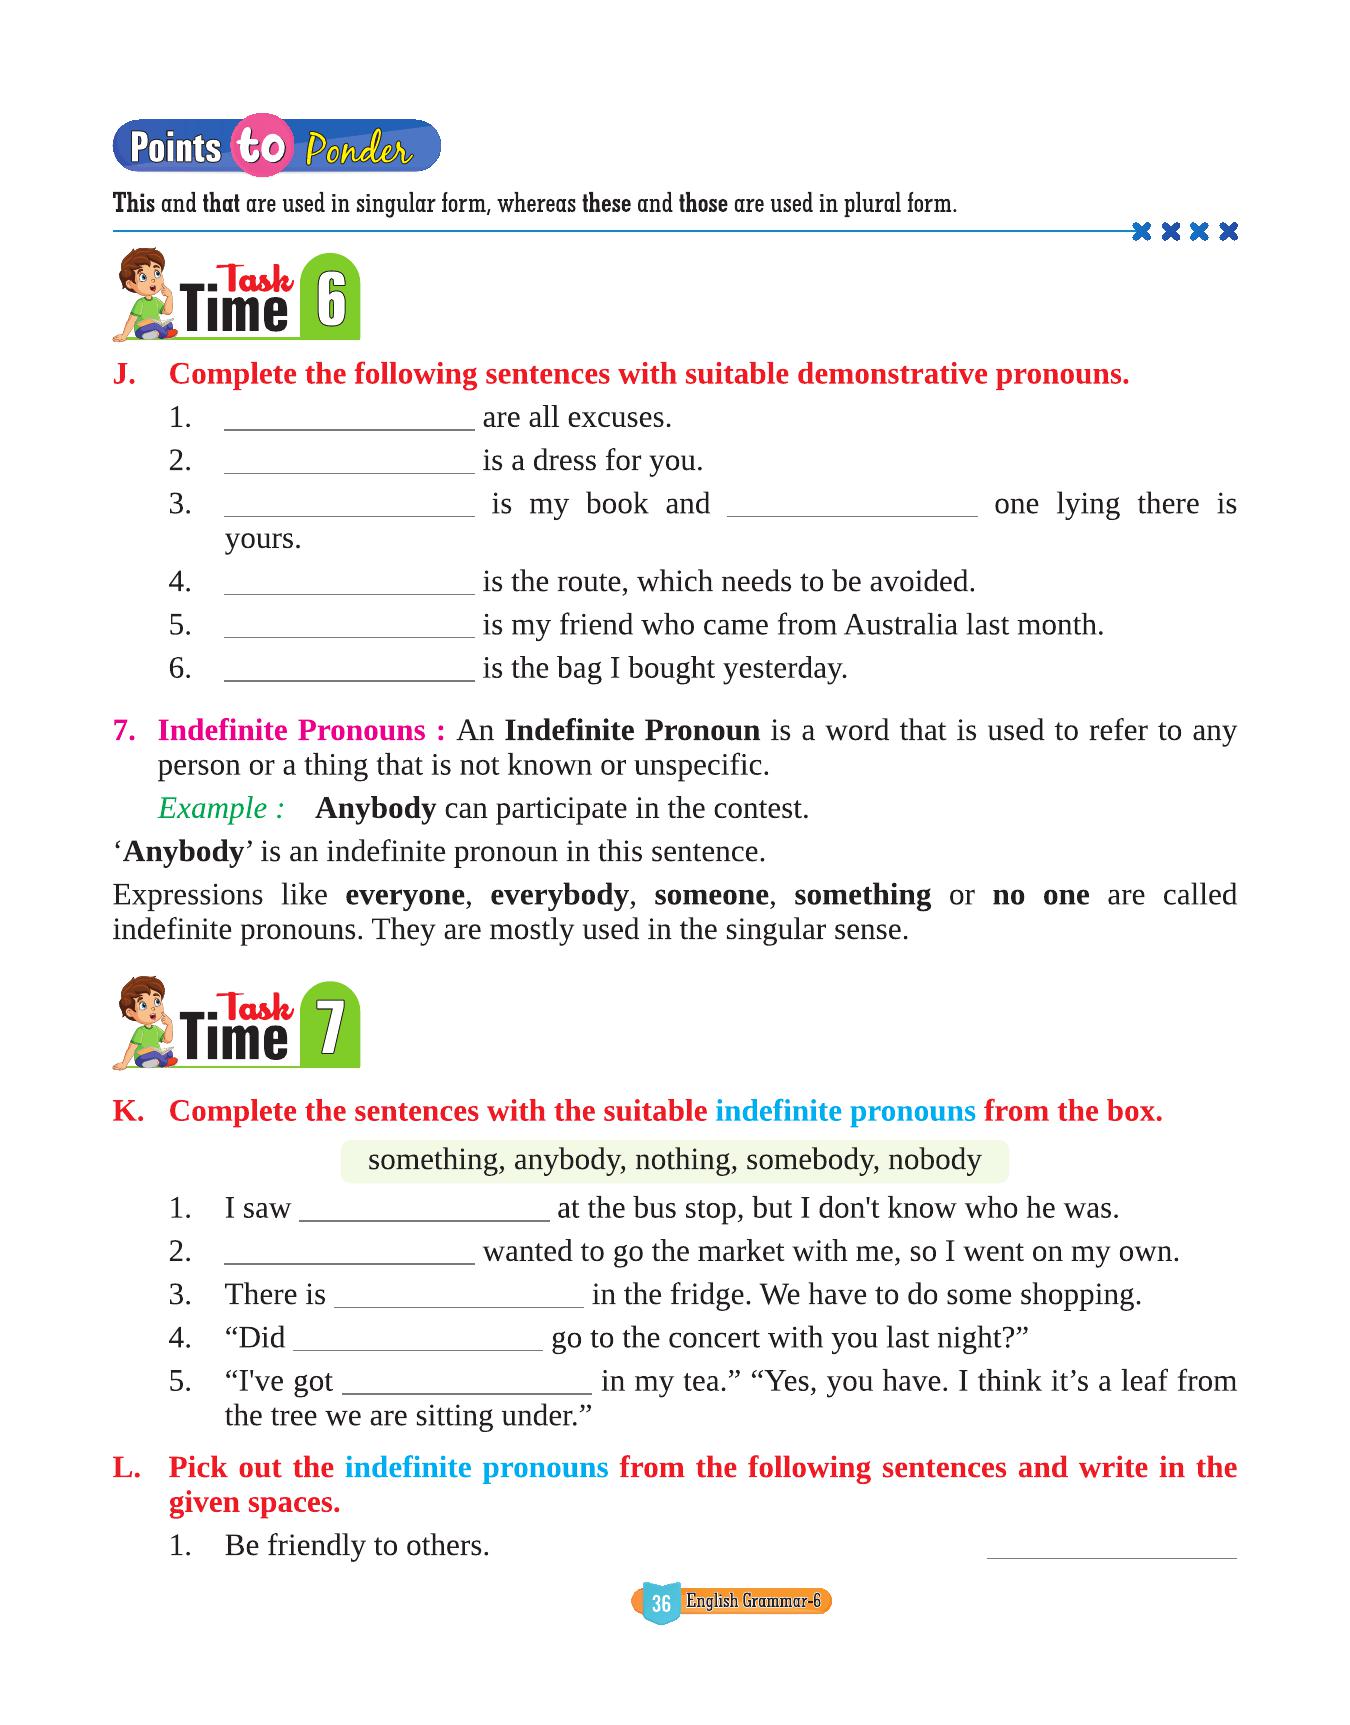 Points to Ponder
This and that are used in singular form, whereas these and those are used in plural form.
Task
Time 6
J. Complete the following sentences with suitable demonstrative pronouns.
1. ________________ are all excuses.
2. ________________ is a dress for you.
3. ________________ is my book and ________________ one lying there is
yours.
4. ________________ is the route, which needs to be avoided.
5. ________________ is my friend who came from Australia last month.
6. ________________ is the bag I bought yesterday.
7. Indefinite Pronouns : An Indefinite Pronoun is a word that is used to refer to any
person or a thing that is not known or unspecific.
Example : Anybody can participate in the contest.
‘Anybody’ is an indefinite pronoun in this sentence.
Expressions like everyone, everybody, someone, something or no one are called
indefinite pronouns. They are mostly used in the singular sense.
Task
Time 7
K. Complete the sentences with the suitable indefinite pronouns from the box.
something, anybody, nothing, somebody, nobody
1. I saw ________________ at the bus stop, but I don't know who he was.
2. ________________ wanted to go the market with me, so I went on my own.
3. There is ________________ in the fridge. We have to do some shopping.
4. “Did ________________ go to the concert with you last night?”
5. “I've got ________________ in my tea.” “Yes, you have. I think it’s a leaf from
the tree we are sitting under.”
L. Pick out the indefinite pronouns from the following sentences and write in the
given spaces.
1. Be friendly to others. ________________
36 English Grammar-6